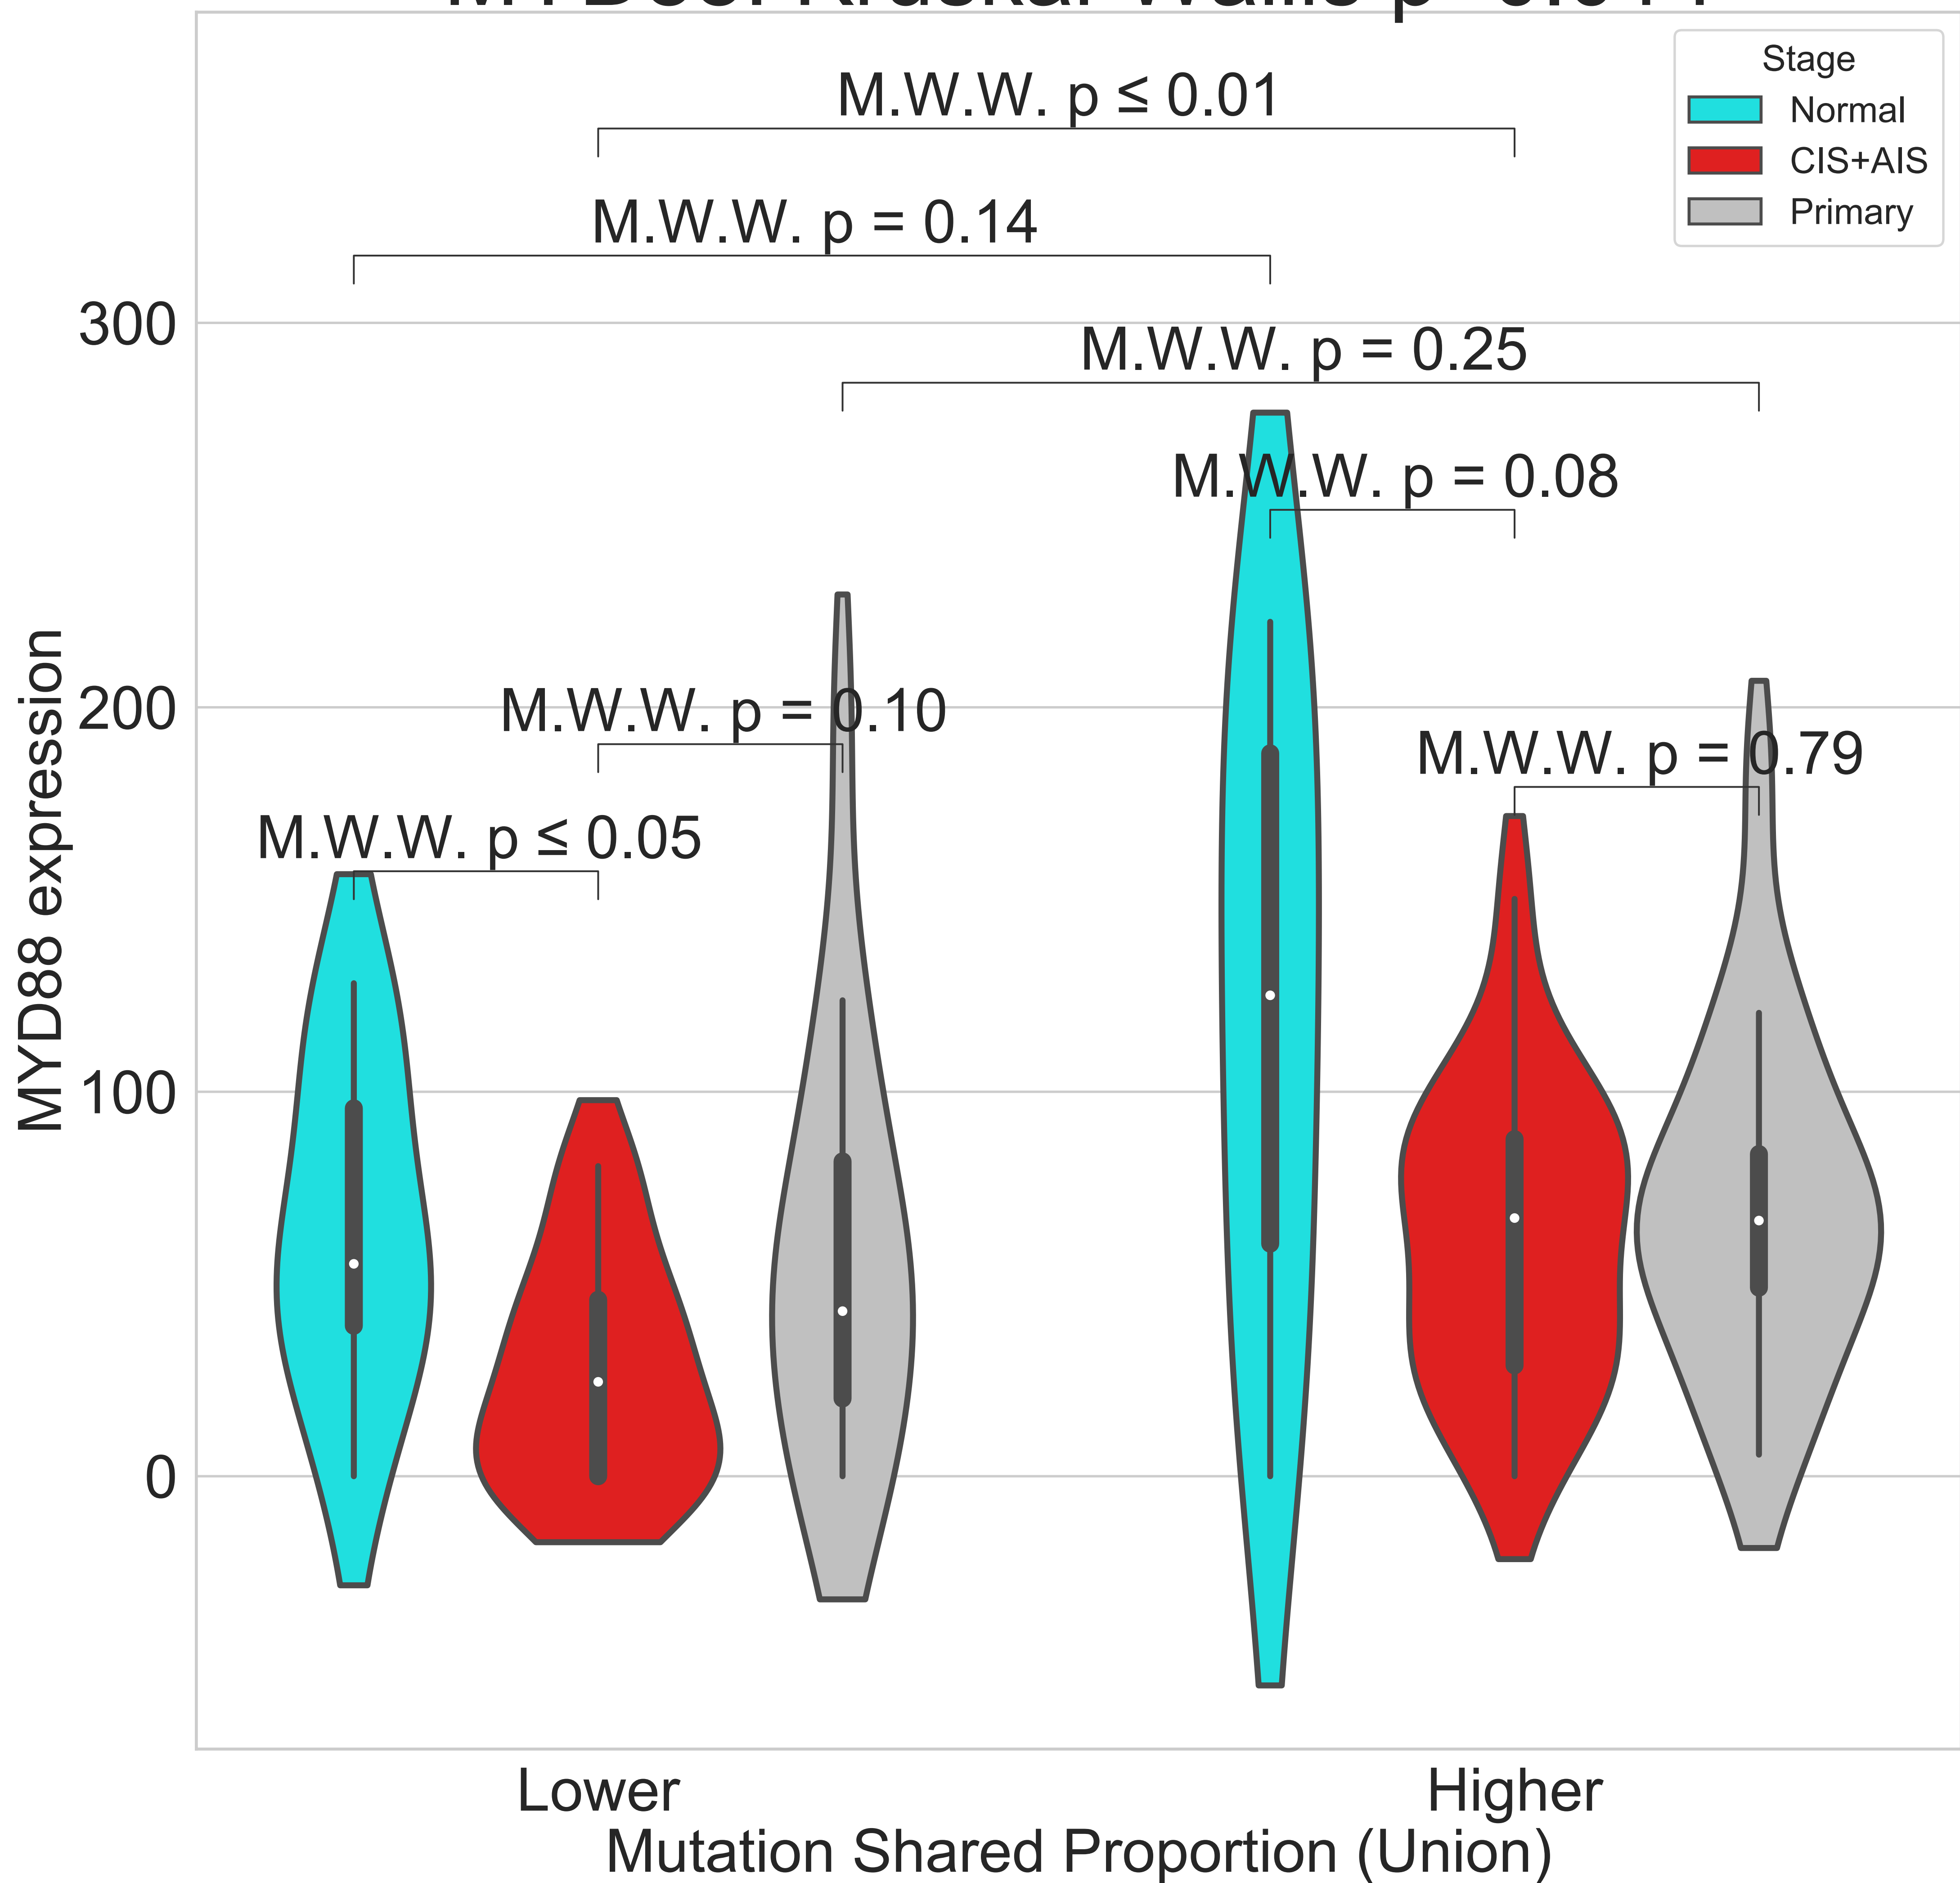 Stage
Normal
CIS+AIS
Primary
M.W.W. p ≤ 0.01
M.W.W. p = 0.14
M.W.W. p = 0.25
M.W.W. p = 0.08
M.W.W. p = 0.10
M.W.W. p = 0.79
M.W.W. p ≤ 0.05
MYD88 expression
300
200
100
0
Lower
Higher
Mutation Shared Proportion (Union)